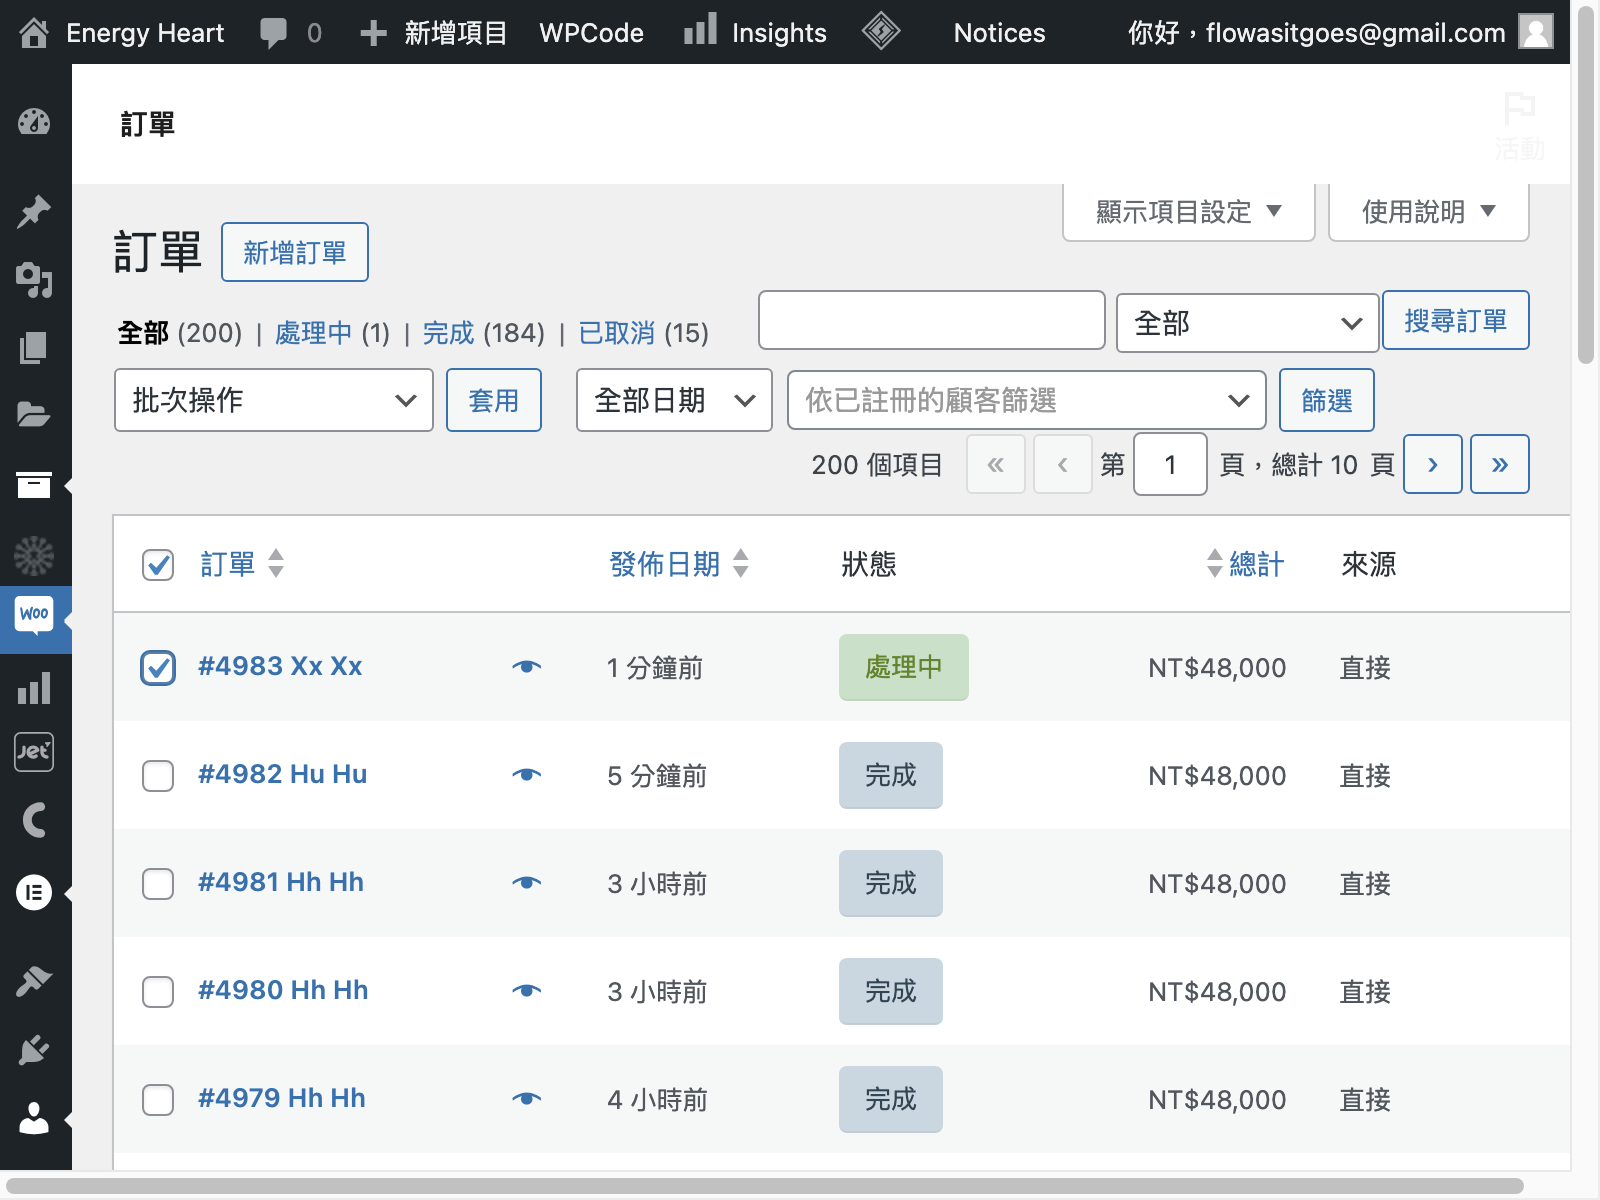 Energy Heart 0 新增項目 WPCode Insights Notices 你好，flowasitgoes@gmail.com
訂單
活動
顯示項目設定 ▼ 使用說明 ▼
訂單 新增訂單
全部 (200) | 處理中 (1) | 完成 (184) | 已取消 (15) 全部 搜尋訂單
批次操作 套用 全部日期 依已註冊的顧客篩選 篩選
200 個項目 « ‹ 第 1 頁，總計 10 頁 › »
訂單 發佈日期 狀態 總計 來源
Woo
#4983 Xx Xx 1 分鐘前 處理中 NT$48,000 直接
Jet
#4982 Hu Hu 5 分鐘前 完成 NT$48,000 直接
#4981 Hh Hh 3 小時前 完成 NT$48,000 直接
#4980 Hh Hh 3 小時前 完成 NT$48,000 直接
#4979 Hh Hh 4 小時前 完成 NT$48,000 直接